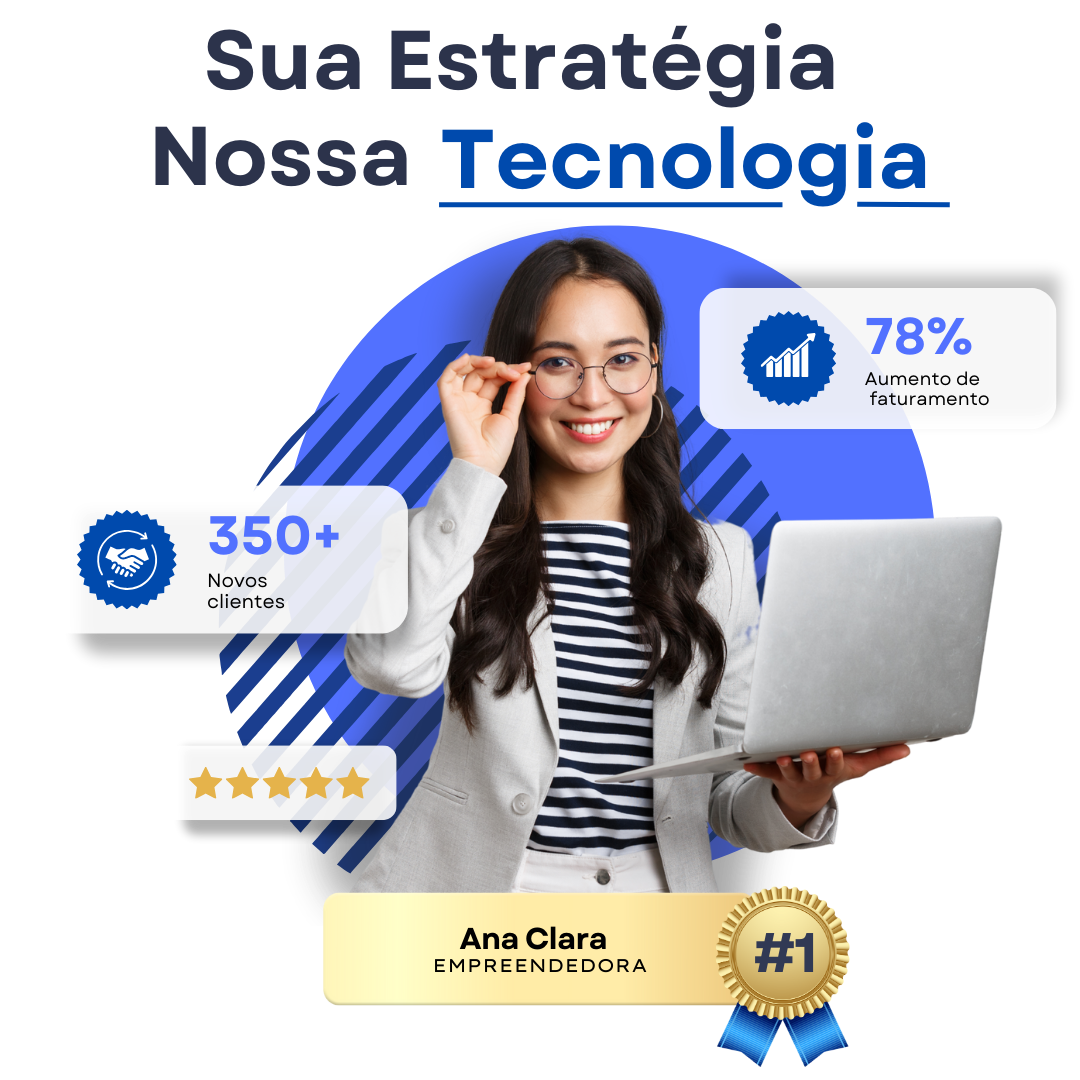 Sua Estratégia
Nossa Tecnologia
78%
Aumento de
faturamento
350+
Novos
clientes
Ana Clara
EMPREENDEDORA
#1